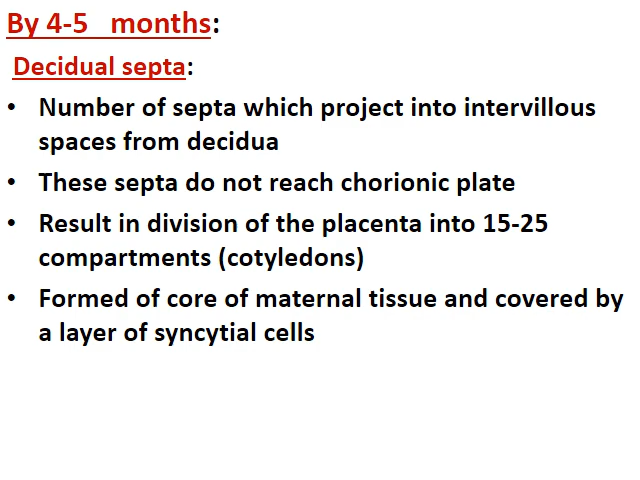 By 4-5   months:
Decidual septa:
• Number of septa which project into intervillous
spaces from decidua
• These septa do not reach chorionic plate
• Result in division of the placenta into 15-25
compartments (cotyledons)
• Formed of core of maternal tissue and covered by
a layer of syncytial cells